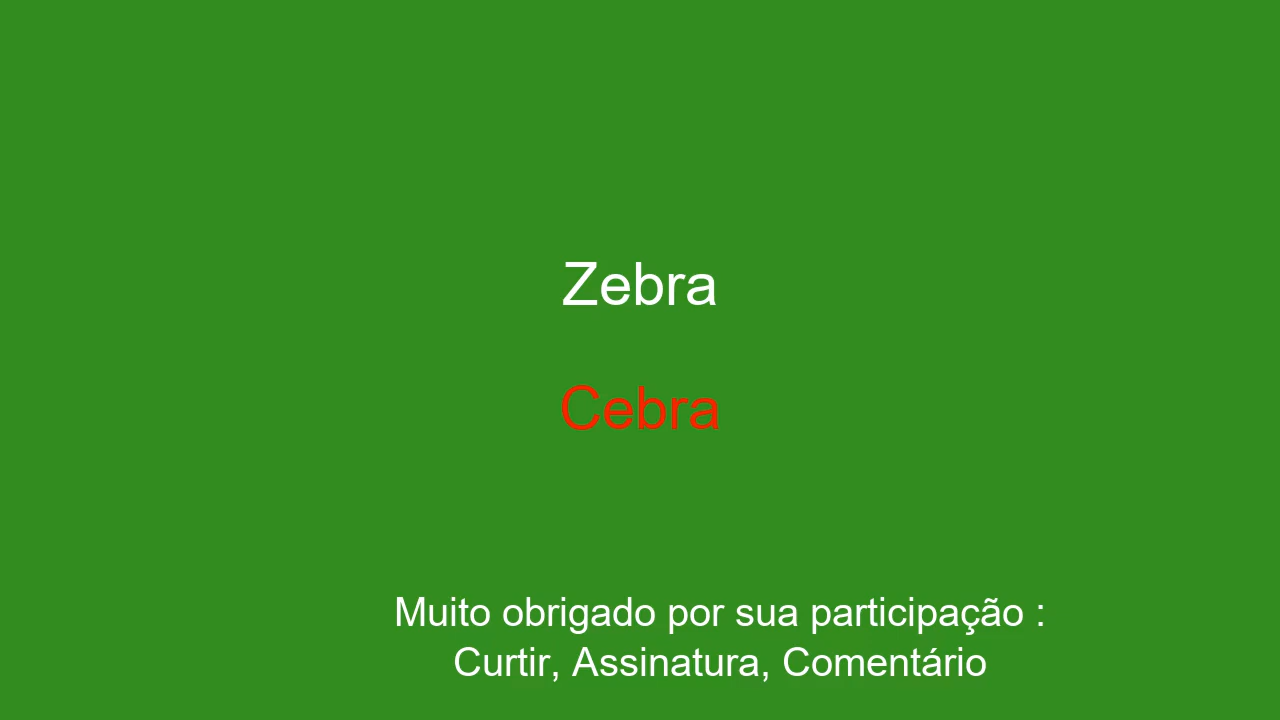 Zebra
Cebra
Muito obrigado por sua participação :
Curtir, Assinatura, Comentário